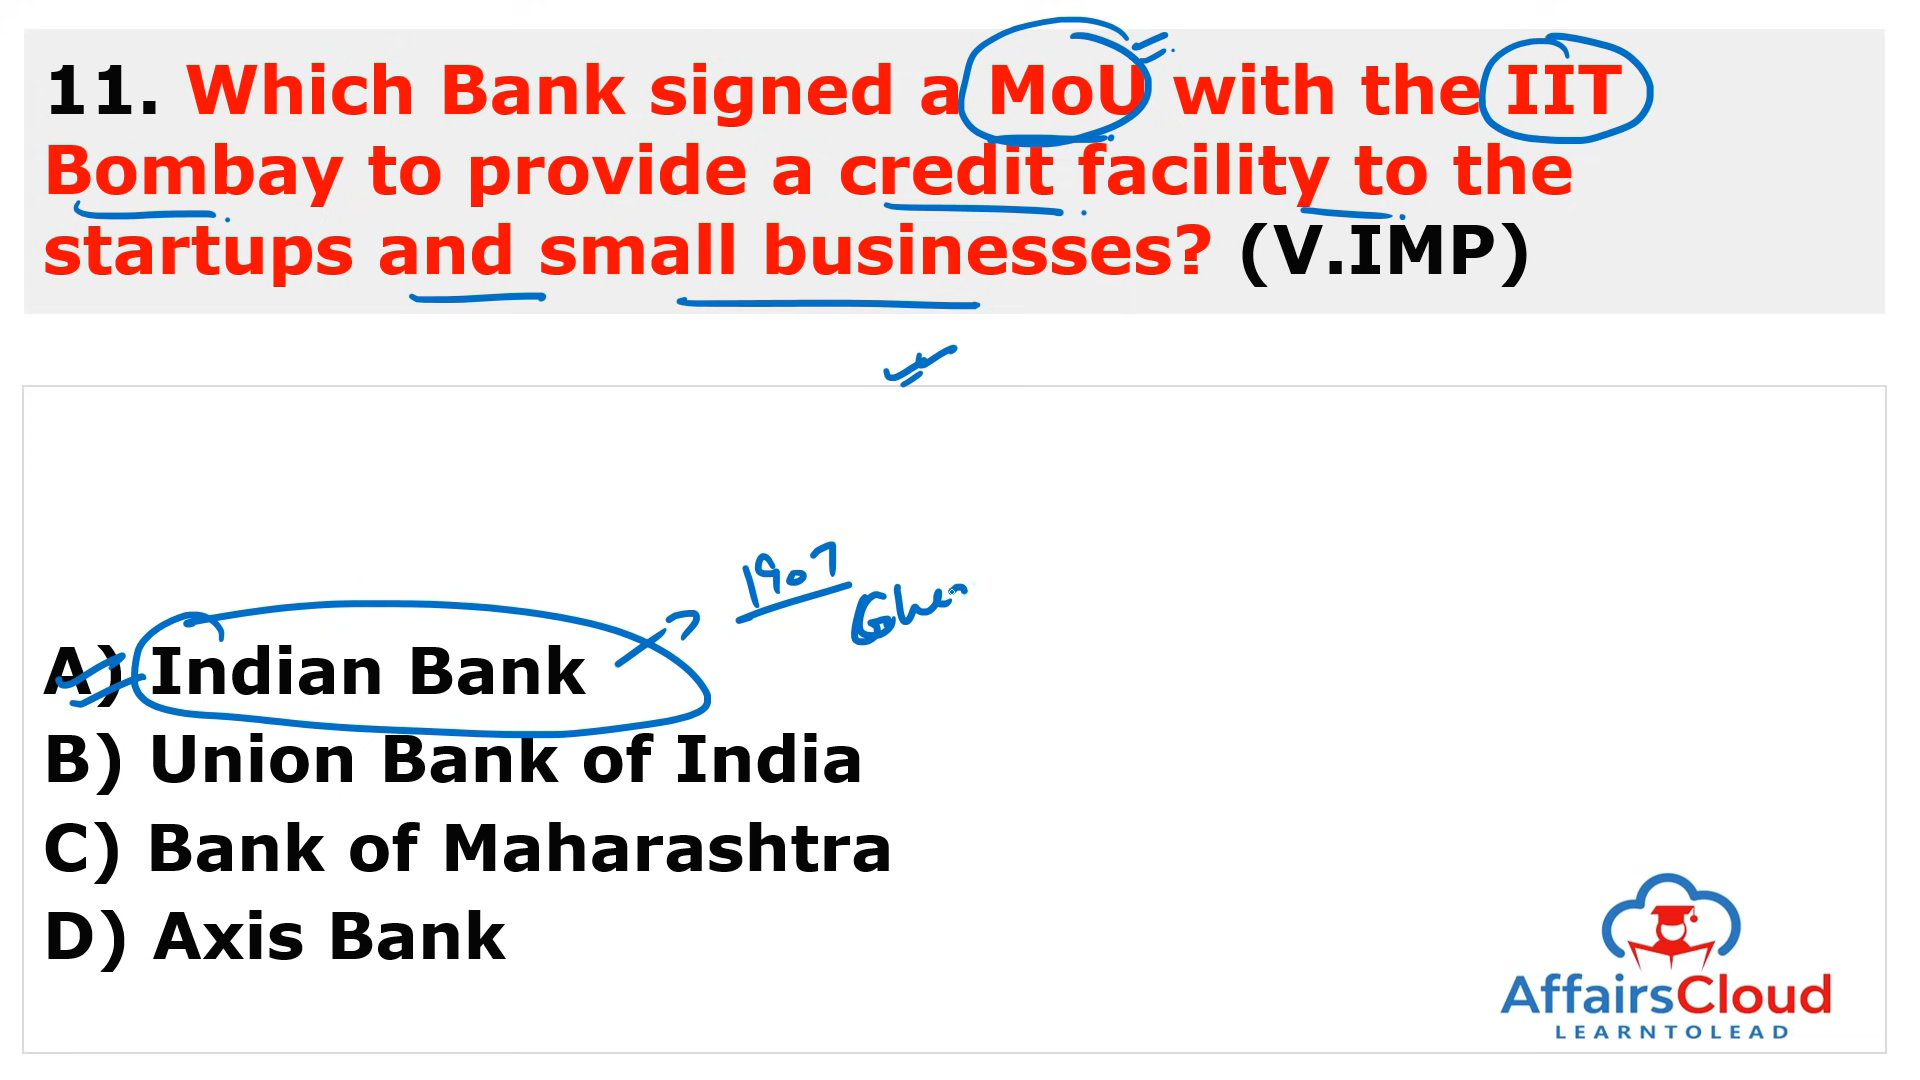 11. Which Bank signed a MoU with the IIT
Bombay to provide a credit facility to the
startups and small businesses? (V.IMP)
1907
A) Indian Bank
B) Union Bank of India
C) Bank of Maharashtra
D) Axis Bank
AffairsCloud
LEARNTOLEAD